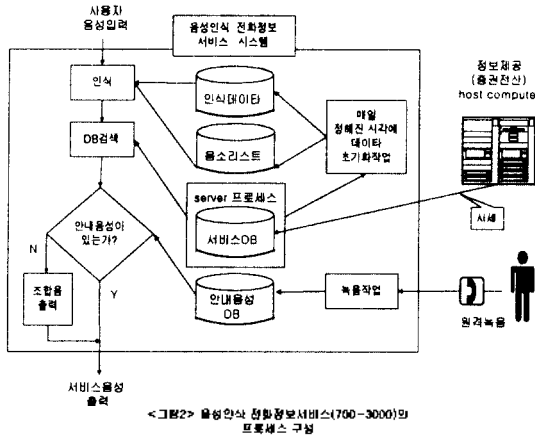 사용자
음성입력
음성인식 전화정보
서비스 시스템
정보제공
(증권전산)
host compute
인식
인식데이타
매일
정해진 시각에
데이타
초기화작업
DB검색
음소리스트
server 프로세스
서비스DB
시세
안내음성이
있는가?
N
Y
조합음
출력
안내음성
DB
녹음작업
원격녹음
서비스음성
출력
<그림2> 음성인식 전화정보서비스(700-3000)의
프로세스 구성